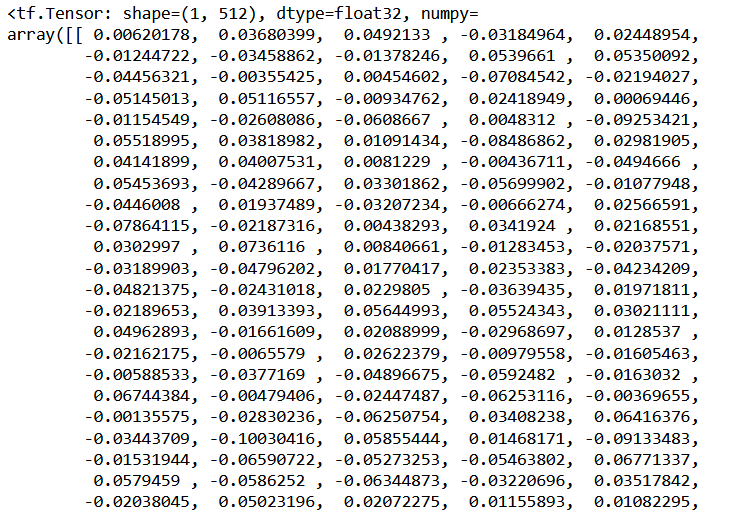 <tf.Tensor: shape=(1, 512), dtype=float32, numpy=
array([[ 0.00620178,  0.03680399,  0.0492133 , -0.03184964,  0.02448954,
        -0.01244722, -0.03458862, -0.01378246,  0.0539661 ,  0.05350092,
        -0.04456321, -0.00355425,  0.00454602, -0.07084542, -0.02194027,
        -0.05145013,  0.05116557, -0.00934762,  0.02418949,  0.00069446,
        -0.01154549, -0.02608086, -0.0608667 ,  0.0048312 , -0.09253421,
         0.05518995,  0.03818982,  0.01091434, -0.08486862,  0.02981905,
         0.04141899,  0.04007531,  0.0081229 , -0.00436711, -0.0494666 ,
         0.05453693, -0.04289667,  0.03301862, -0.05699902, -0.01077948,
        -0.0446008 ,  0.01937489, -0.03207234, -0.00666274,  0.02566591,
        -0.07864115, -0.02187316,  0.00438293,  0.0341924 ,  0.02168551,
         0.0302997 ,  0.0736116 ,  0.00840661, -0.01283453, -0.02037571,
        -0.03189903, -0.04796202,  0.01770417,  0.02353383, -0.04234209,
        -0.04821375, -0.02431018,  0.0229805 , -0.03639435,  0.01971811,
        -0.02189653,  0.03913393,  0.05644993,  0.05524343,  0.03021111,
         0.04962893, -0.01661609,  0.02088999, -0.02968697,  0.0128537 ,
        -0.02162175, -0.0065579 ,  0.02622379, -0.00979558, -0.01605463,
        -0.00588533, -0.0377169 , -0.04896675, -0.0592482 , -0.0163032 ,
         0.06744384, -0.00479406, -0.02447487, -0.06253116, -0.00369655,
        -0.00135575, -0.02830236, -0.06250754,  0.03408238,  0.06416376,
        -0.03443709, -0.10030416,  0.05855444,  0.01468171, -0.09133483,
        -0.01531944, -0.06590722, -0.05273253, -0.05463802,  0.06771337,
         0.0579459 , -0.0586252 , -0.06344873, -0.03220696,  0.03517842,
        -0.02038045,  0.05023196,  0.02072275,  0.01155893,  0.01082295,